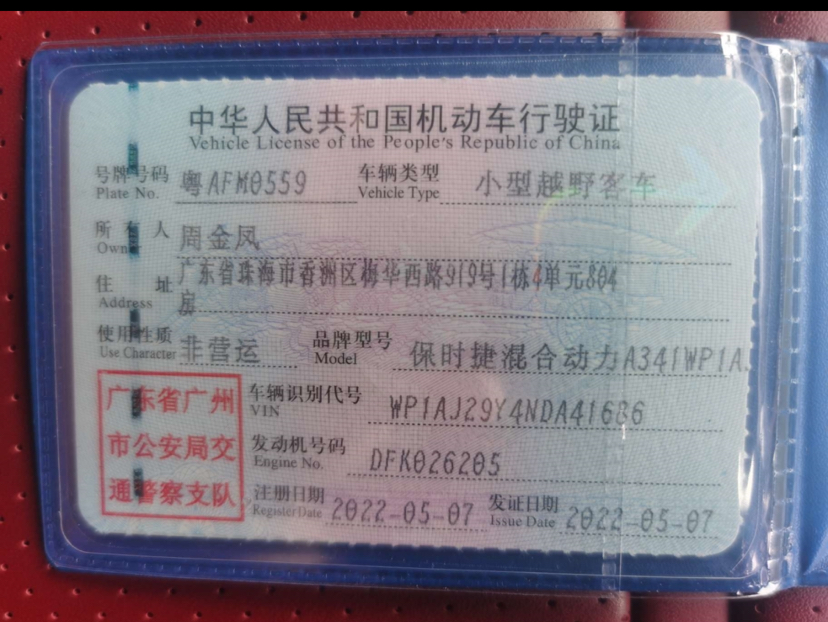 中华人民共和国机动车行驶证
Vehicle License of the People's Republic of China
号牌号码 粤AFM0559 车辆类型 小型越野客车
Plate No. Vehicle Type
所有人 周金凤
Owner
住址 广东省珠海市香洲区梅华西路919号1栋4单元804
Address 房
使用性质 非营运 品牌型号 保时捷混合动力A341WP1A
Use Character Model
广东省广州 车辆识别代号 WP1AJ29Y4NDA41686
VIN
市公安局交 发动机号码 DFK026205
Engine No.
通警察支队 注册日期 2022-05-07 发证日期 2022-05-07
Register Date Issue Date